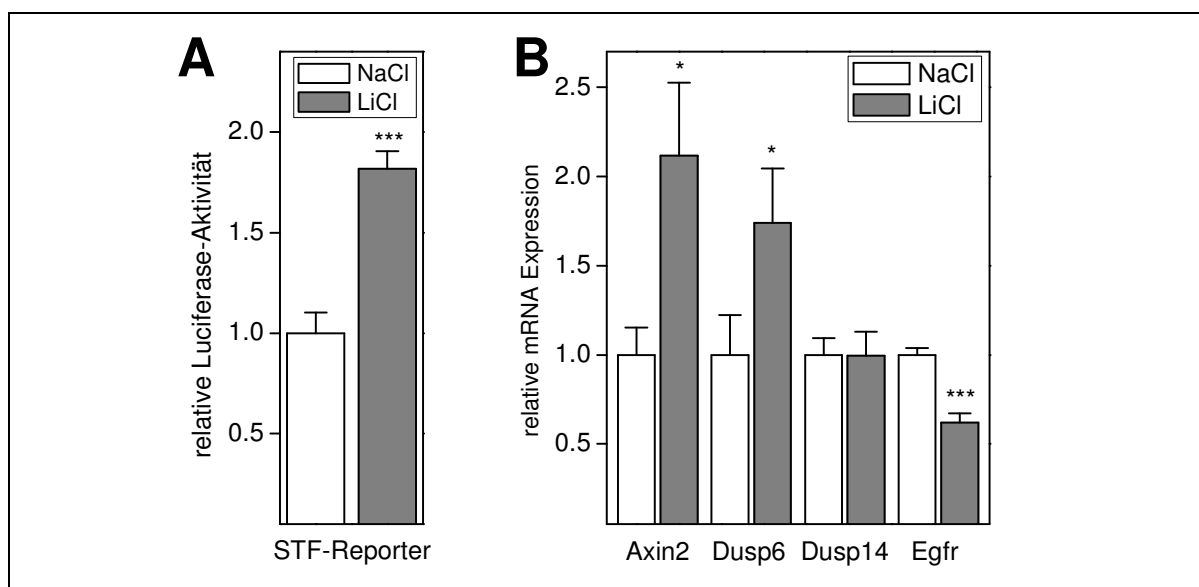 A
NaCl
LiCl
***
2.0
1.5
1.0
0.5
relative Luciferase-Aktivität
STF-Reporter
B
NaCl
LiCl
*
*
***
2.5
2.0
1.5
1.0
0.5
relative mRNA Expression
Axin2 Dusp6 Dusp14 Egfr